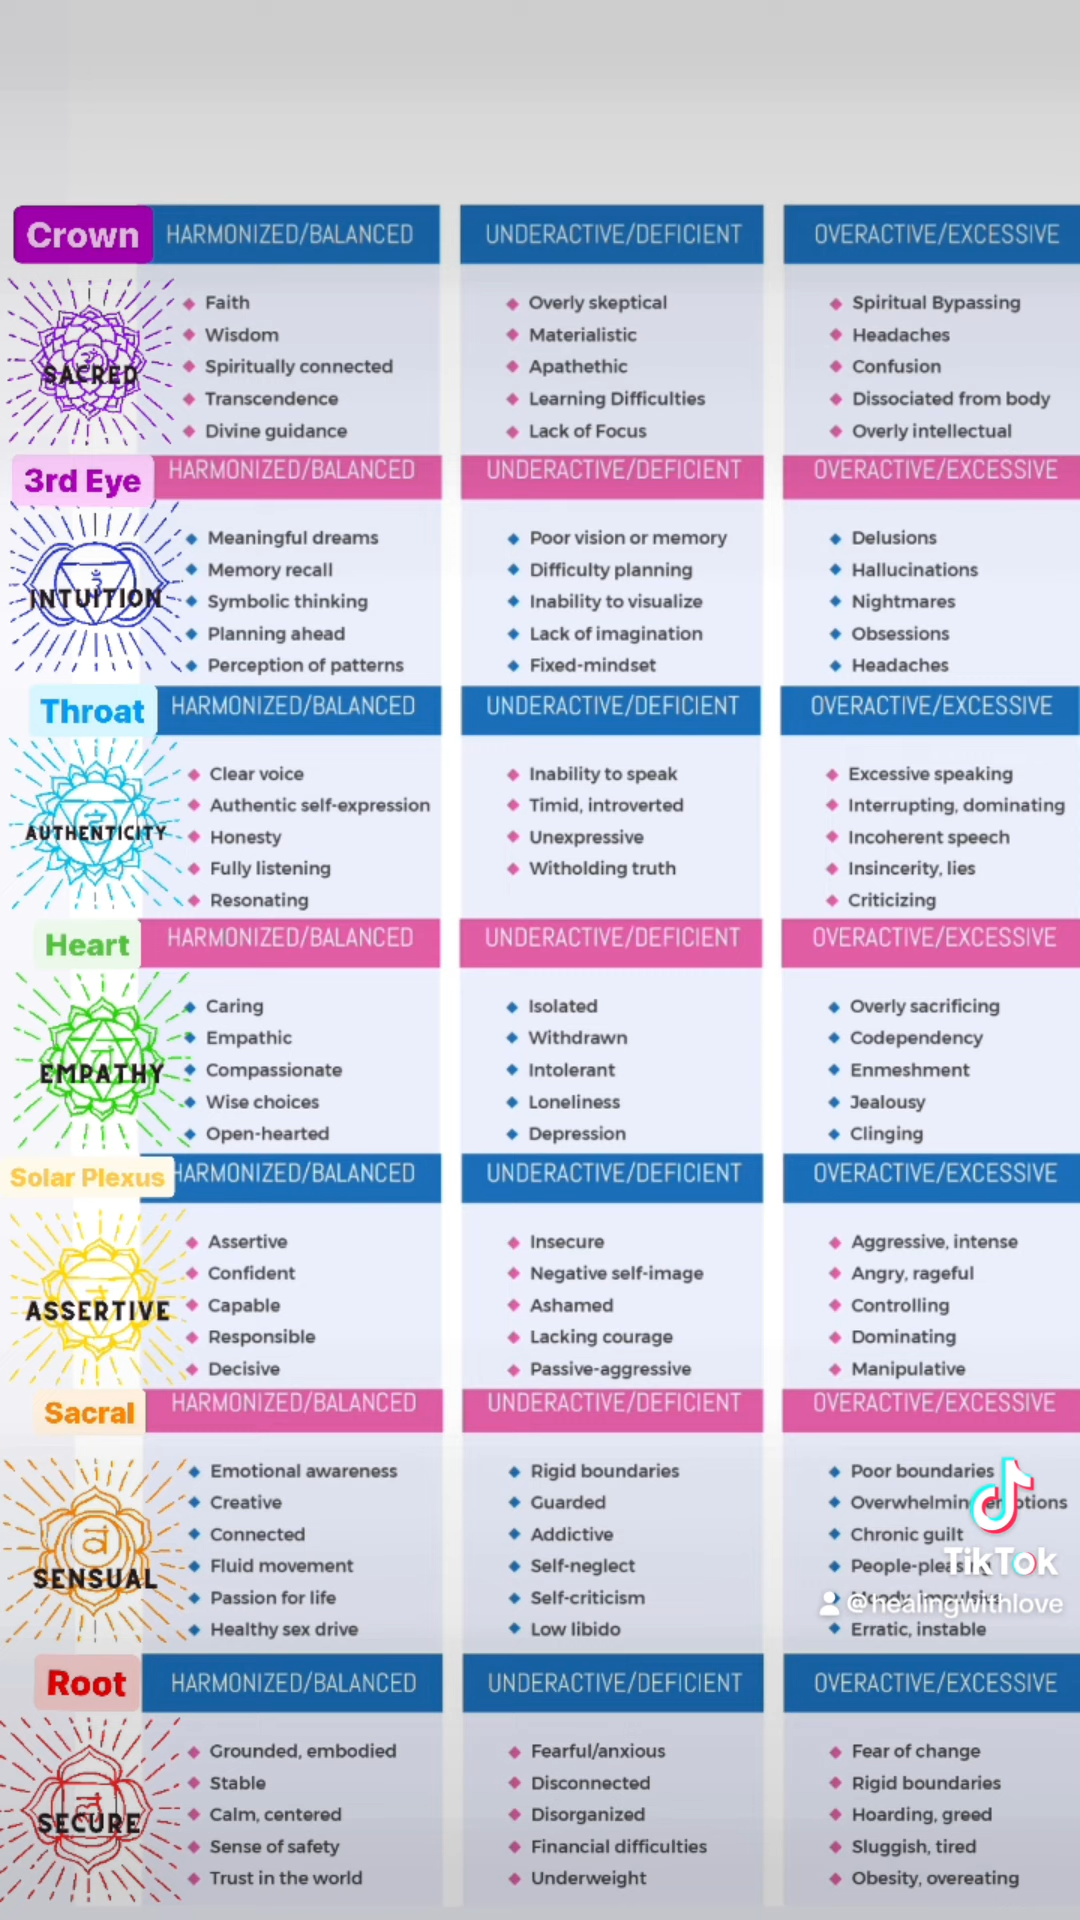 Crown HARMONIZED/BALANCED UNDERACTIVE/DEFICIENT OVERACTIVE/EXCESSIVE
SACRED
Faith
Wisdom
Spiritually connected
Transcendence
Divine guidance
Overly skeptical
Materialistic
Apathethic
Learning Difficulties
Lack of Focus
Spiritual Bypassing
Headaches
Confusion
Dissociated from body
Overly intellectual
3rd Eye HARMONIZED/BALANCED UNDERACTIVE/DEFICIENT OVERACTIVE/EXCESSIVE
INTUITION
Meaningful dreams
Memory recall
Symbolic thinking
Planning ahead
Perception of patterns
Poor vision or memory
Difficulty planning
Inability to visualize
Lack of imagination
Fixed-mindset
Delusions
Hallucinations
Nightmares
Obsessions
Headaches
Throat HARMONIZED/BALANCED UNDERACTIVE/DEFICIENT OVERACTIVE/EXCESSIVE
AUTHENTICITY
Clear voice
Authentic self-expression
Honesty
Fully listening
Resonating
Inability to speak
Timid, introverted
Unexpressive
Witholding truth
Excessive speaking
Interrupting, dominating
Incoherent speech
Insincerity, lies
Criticizing
Heart HARMONIZED/BALANCED UNDERACTIVE/DEFICIENT OVERACTIVE/EXCESSIVE
EMPATHY
Caring
Empathic
Compassionate
Wise choices
Open-hearted
Isolated
Withdrawn
Intolerant
Loneliness
Depression
Overly sacrificing
Codependency
Enmeshment
Jealousy
Clinging
Solar Plexus HARMONIZED/BALANCED UNDERACTIVE/DEFICIENT OVERACTIVE/EXCESSIVE
ASSERTIVE
Assertive
Confident
Capable
Responsible
Decisive
Insecure
Negative self-image
Ashamed
Lacking courage
Passive-aggressive
Aggressive, intense
Angry, rageful
Controlling
Dominating
Manipulative
Sacral HARMONIZED/BALANCED UNDERACTIVE/DEFICIENT OVERACTIVE/EXCESSIVE
SENSUAL
Emotional awareness
Creative
Connected
Fluid movement
Passion for life
Healthy sex drive
Rigid boundaries
Guarded
Addictive
Self-neglect
Self-criticism
Low libido
Poor boundaries
Chronic guilt
Erratic, instable
TikTok
@healingwithlove
Root HARMONIZED/BALANCED UNDERACTIVE/DEFICIENT OVERACTIVE/EXCESSIVE
SECURE
Grounded, embodied
Stable
Calm, centered
Sense of safety
Trust in the world
Fearful/anxious
Disconnected
Disorganized
Financial difficulties
Underweight
Fear of change
Rigid boundaries
Hoarding, greed
Sluggish, tired
Obesity, overeating